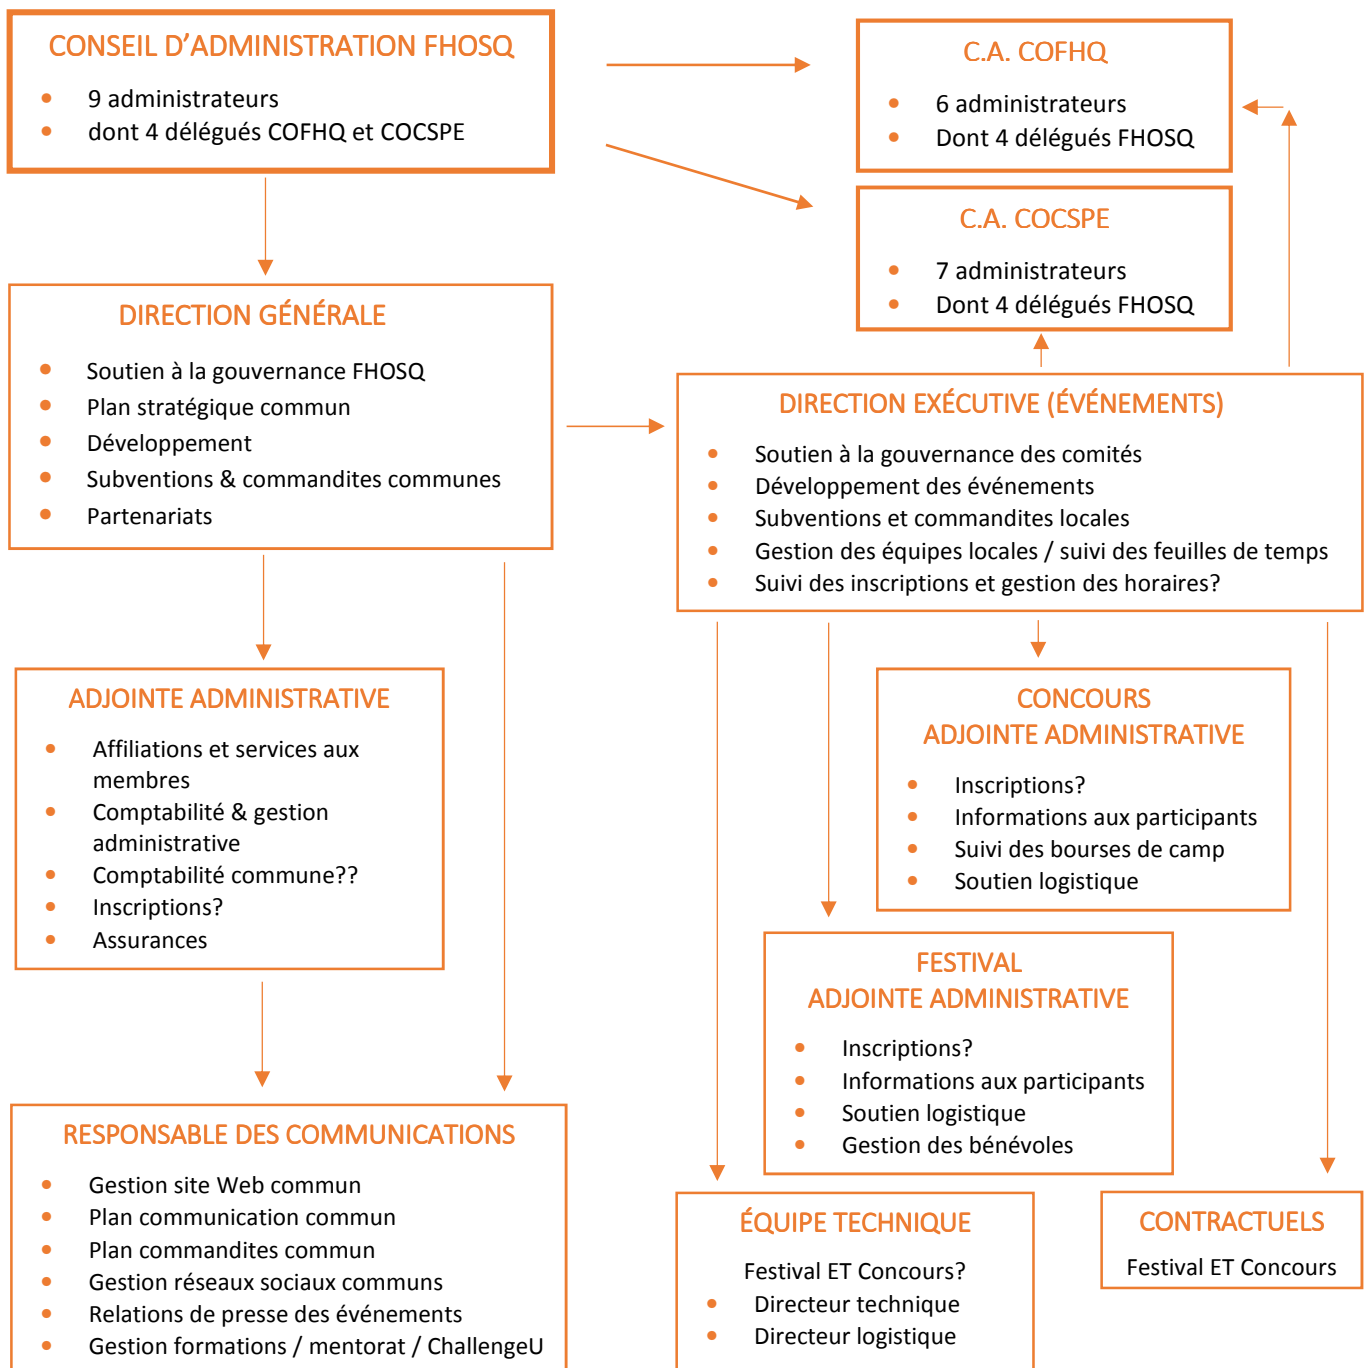 CONSEIL D'ADMINISTRATION FHOSQ
• 9 administrateurs
• dont 4 délégués COFHQ et COCSPE
C.A. COFHQ
• 6 administrateurs
• Dont 4 délégués FHOSQ
C.A. COCSPE
• 7 administrateurs
• Dont 4 délégués FHOSQ
DIRECTION GÉNÉRALE
• Soutien à la gouvernance FHOSQ
• Plan stratégique commun
• Développement
• Subventions & commandites communes
• Partenariats
DIRECTION EXÉCUTIVE (ÉVÉNEMENTS)
• Soutien à la gouvernance des comités
• Développement des événements
• Subventions et commandites locales
• Gestion des équipes locales / suivi des feuilles de temps
• Suivi des inscriptions et gestion des horaires?
ADJOINTE ADMINISTRATIVE
• Affiliations et services aux
membres
• Comptabilité & gestion
administrative
• Comptabilité commune??
• Inscriptions?
• Assurances
CONCOURS
ADJOINTE ADMINISTRATIVE
• Inscriptions?
• Informations aux participants
• Suivi des bourses de camp
• Soutien logistique
FESTIVAL
ADJOINTE ADMINISTRATIVE
• Inscriptions?
• Informations aux participants
• Soutien logistique
• Gestion des bénévoles
RESPONSABLE DES COMMUNICATIONS
• Gestion site Web commun
• Plan communication commun
• Plan commandites commun
• Gestion réseaux sociaux communs
• Relations de presse des événements
• Gestion formations / mentorat / ChallengeU
ÉQUIPE TECHNIQUE
Festival ET Concours?
• Directeur technique
• Directeur logistique
CONTRACTUELS
Festival ET Concours